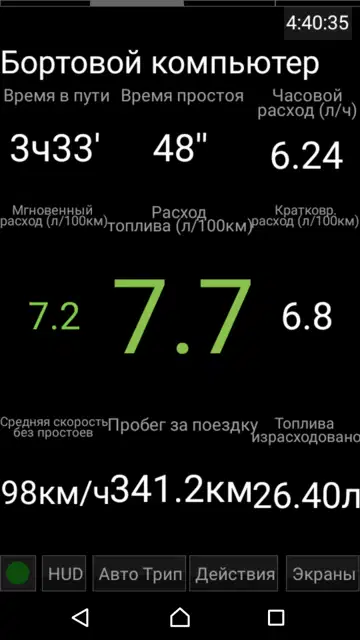 4:40:35
Бортовой компьютер
Время в пути
Время простоя
Часовой
расход (л/ч)
3ч33'
48"
6.24
Мгновенный
расход (л/100км)
Расход
топлива (л/100км)
Кратковр.
расход (л/100км)
7.2
7.7
6.8
Средняя скорость
без простоев
Пробег за поездку
Топлива
израсходовано
98км/ч
341.2км
26.40л
HUD
Авто Трип
Действия
Экраны